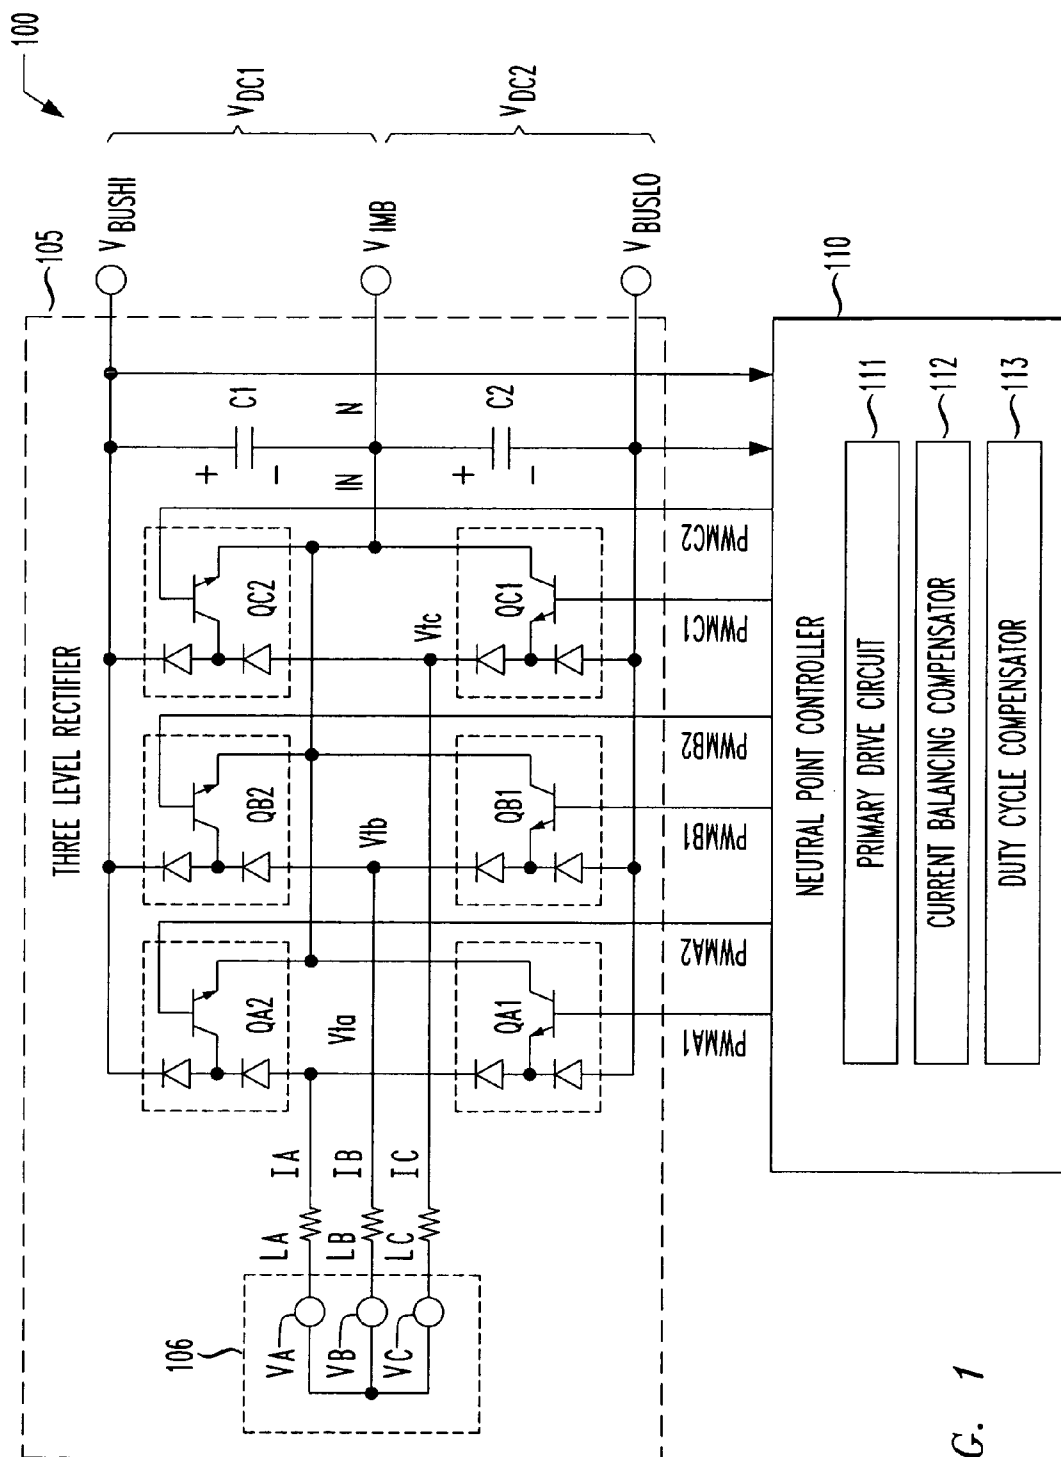 100
V DC1
V DC2
V BUSHI
V IMB
V BUSLO
105
THREE LEVEL RECTIFIER
C1
+
−
N
IN
C2
+
−
QA2
QB2
QC2
Vta
Vtb
Vtc
QA1
QB1
QC1
106
VA
VB
VC
LA
LB
LC
IA
IB
IC
PWMA1
PWMA2
PWMB1
PWMB2
PWMC1
PWMC2
110
NEUTRAL POINT CONTROLLER
PRIMARY DRIVE CIRCUIT
111
CURRENT BALANCING COMPENSATOR
112
DUTY CYCLE COMPENSATOR
113
G. 1